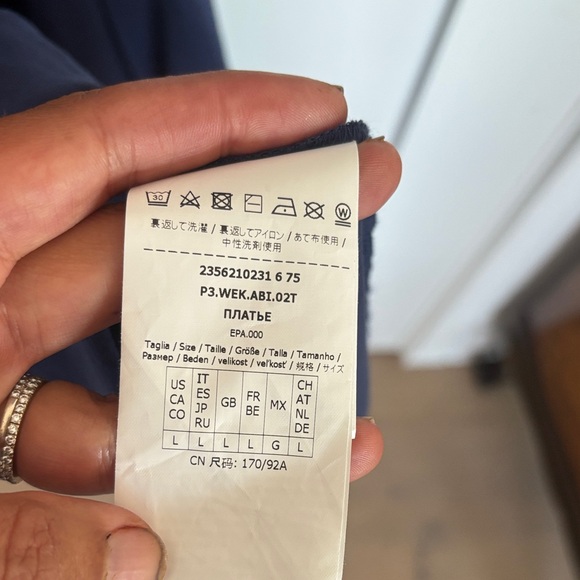 30
W
裏返して洗濯 / 裏返してアイロン / あて布使用 /
中性洗剤使用
2356210231 6 75
P3.WEK.ABI.02T
ПЛАТЬЕ
EPA.000
Taglia / Size / Taille / Größe / Talla / Tamanho /
Размер / Beden / velikost / veľkosť / 规格 / サイズ
US CA CO | IT ES JP RU | GB | FR BE | MX | CH AT NL DE
L | L | L | L | G | L
CN 尺码: 170/92A